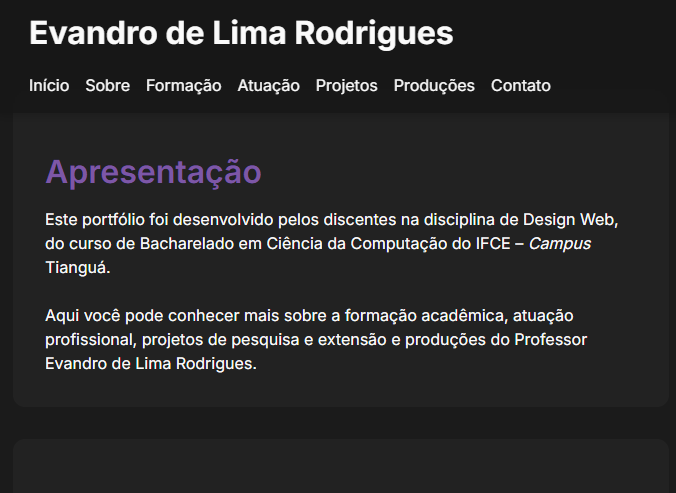 Evandro de Lima Rodrigues
Início Sobre Formação Atuação Projetos Produções Contato
Apresentação
Este portfólio foi desenvolvido pelos discentes na disciplina de Design Web,
do curso de Bacharelado em Ciência da Computação do IFCE – Campus
Tianguá.
Aqui você pode conhecer mais sobre a formação acadêmica, atuação
profissional, projetos de pesquisa e extensão e produções do Professor
Evandro de Lima Rodrigues.